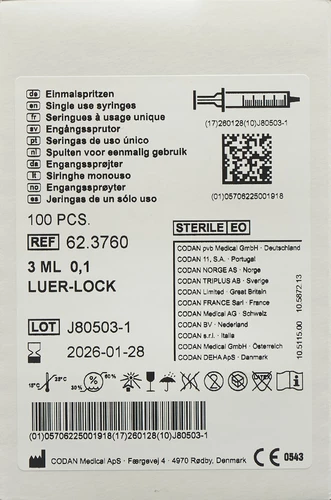 de Einmalspritzen
en Single use syringes
fr Seringues à usage unique
sv Engångssprutor
pt Seringas de uso único
nl Spuiten voor eenmalig gebruik
da Engangssprøjter
it Siringhe monouso
no Engangssprøyter
es Jeringas de un sólo uso
(17)260128(10)J80503-1
(01)05706225001918
100 PCS.
REF 62.3760
3 ML 0,1
LUER-LOCK
STERILE EO
CODAN pvb Medical GmbH · Deutschland
CODAN 11, S.A. · Portugal
CODAN NORGE AS · Norge
CODAN TRIPLUS AB · Sverige
CODAN Limited · Great Britain
CODAN FRANCE Sarl · France
CODAN Medical AG · Schweiz
CODAN BV · Nederland
CODAN s.r.l. · Italia
CODAN Medical GmbH · Österreich
CODAN DEHA ApS · Danmark
10.5872.13
10.5115.00
LOT J80503-1
2026-01-28
15°C 25°C
30 % 60 %
(01)05706225001918(17)260128(10)J80503-1
CODAN Medical ApS · Færgevej 4 · 4970 Rødby, Denmark
CE 0543